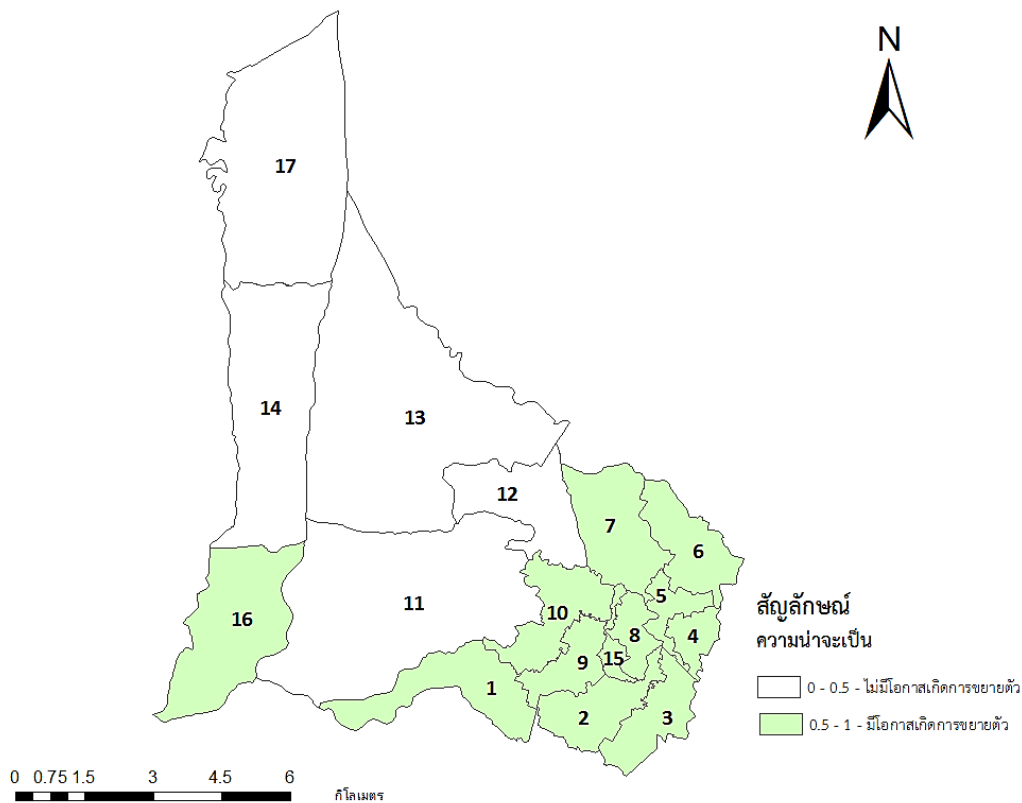 N
17
14
13
12
7
6
5
16
11
10
8
4
9
15
1
2
3
สัญลักษณ์
ความน่าจะเป็น
0 - 0.5 - ไม่มีโอกาสเกิดการขยายตัว
0.5 - 1 - มีโอกาสเกิดการขยายตัว
0 0.75 1.5 3 4.5 6
กิโลเมตร